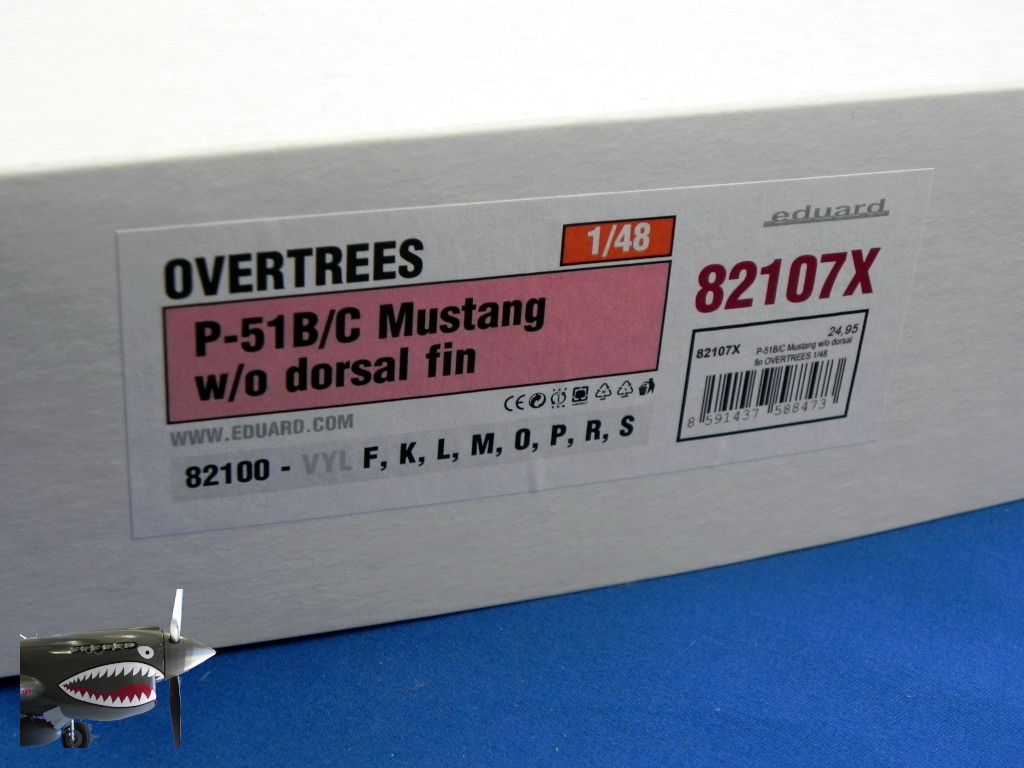 eduard
OVERTREES
1/48
P-51B/C Mustang
w/o dorsal fin
82107X
24,95
82107X P-51B/C Mustang w/o dorsal
fin OVERTREES 1/48
8 591437 588473
CE
WWW.EDUARD.COM
82100 - VYL F, K, L, M, O, P, R, S